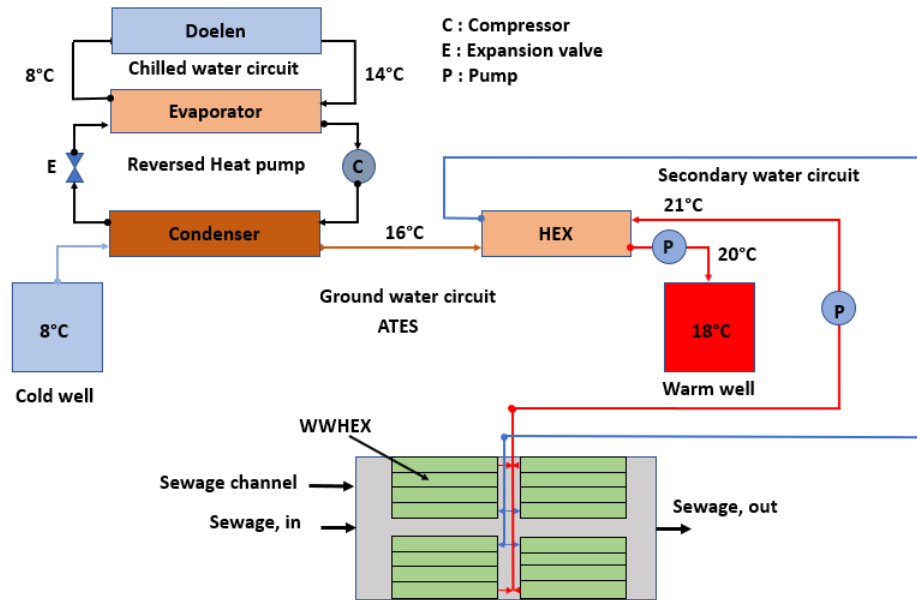 Doelen
C : Compressor
E : Expansion valve
P : Pump
8°C
Chilled water circuit
14°C
Evaporator
E
Reversed Heat pump
C
Secondary water circuit
21°C
Condenser
16°C
HEX
P
20°C
Ground water circuit
ATES
P
8°C
18°C
Cold well
Warm well
WWHEX
Sewage channel
Sewage, in
Sewage, out